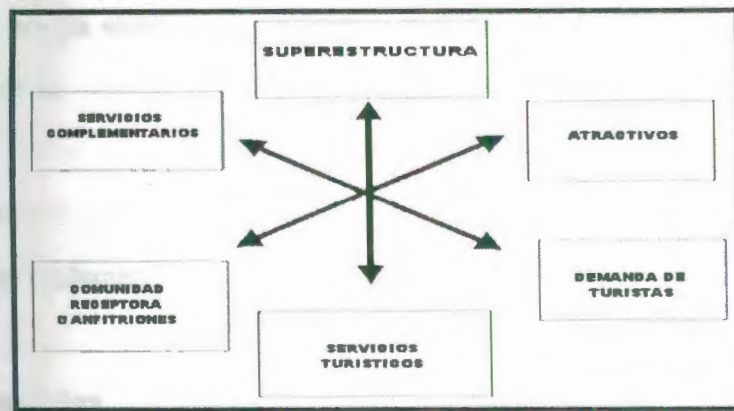 SUPERESTRUCTURA
SERVICIOS
COMPLEMENTARIOS
ATRACTIVOS
COMUNIDAD
RECEPTORA
O ANFITRIONES
DEMANDA DE
TURISTAS
SERVICIOS
TURISTICOS